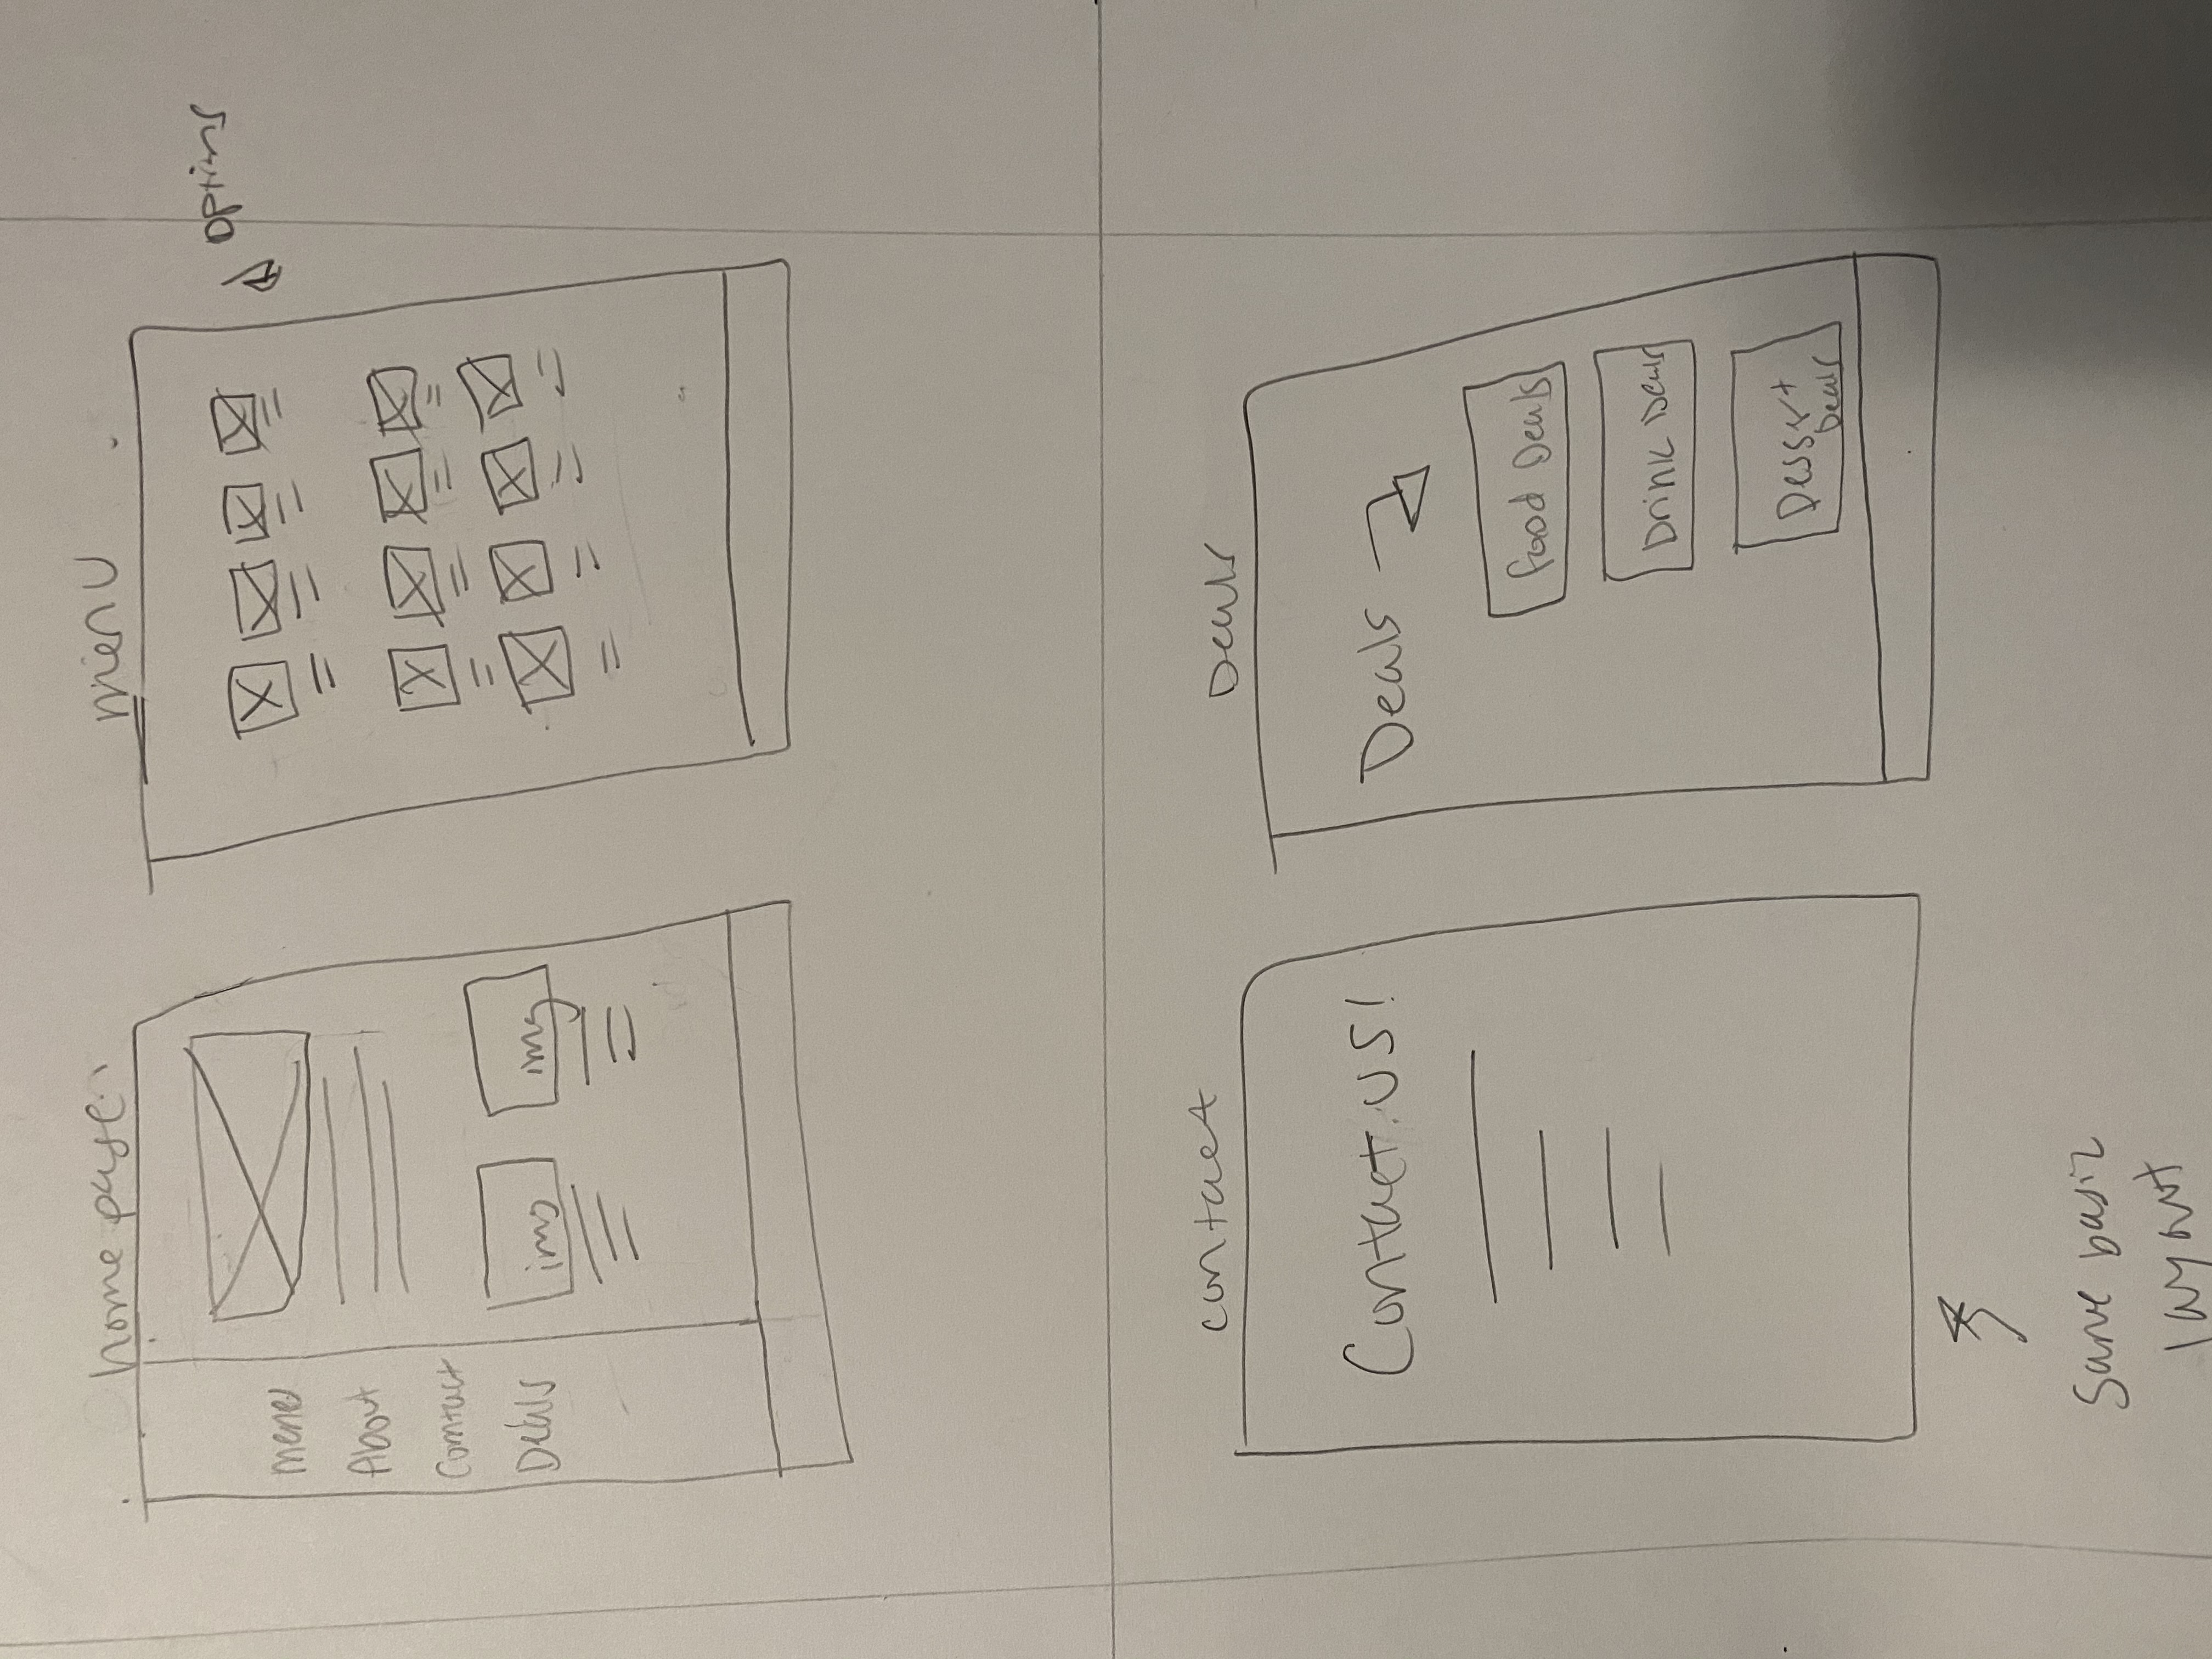 home page
menu
options
menu
About
Contact
Deals
img
img
contact
Deals
Contact us!
Deals
Food Deals
Drink Deals
Dessert
Deals
Same basic
layout